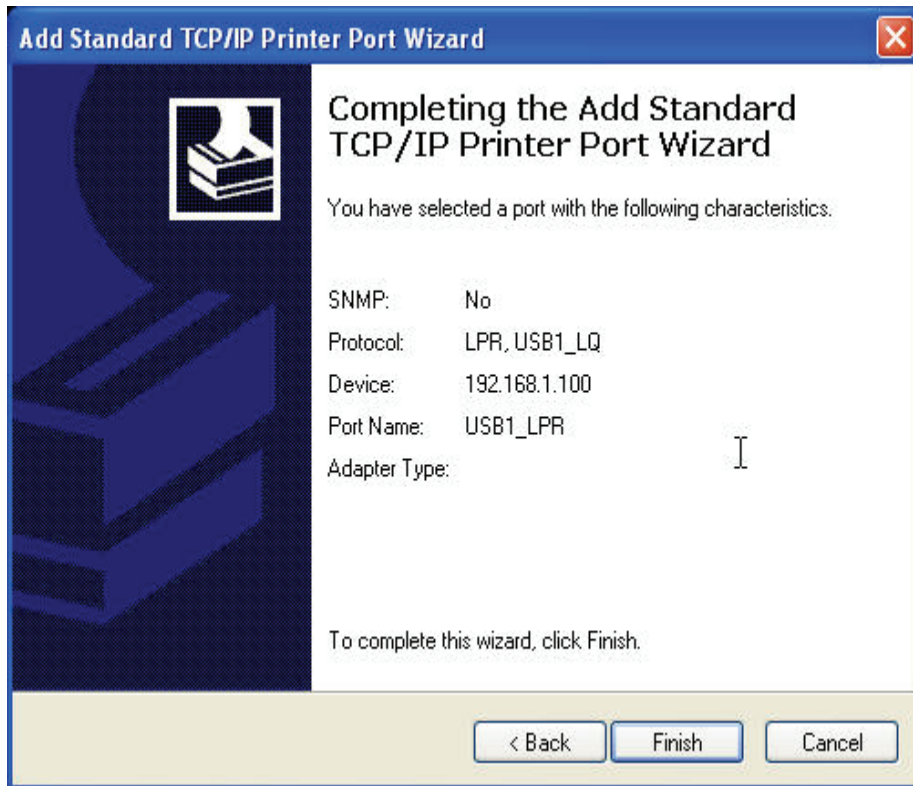 Add Standard TCP/IP Printer Port Wizard
Completing the Add Standard
TCP/IP Printer Port Wizard
You have selected a port with the following characteristics.
SNMP: No
Protocol: LPR, USB1_LQ
Device: 192.168.1.100
Port Name: USB1_LPR
Adapter Type:
To complete this wizard, click Finish.
< Back Finish Cancel